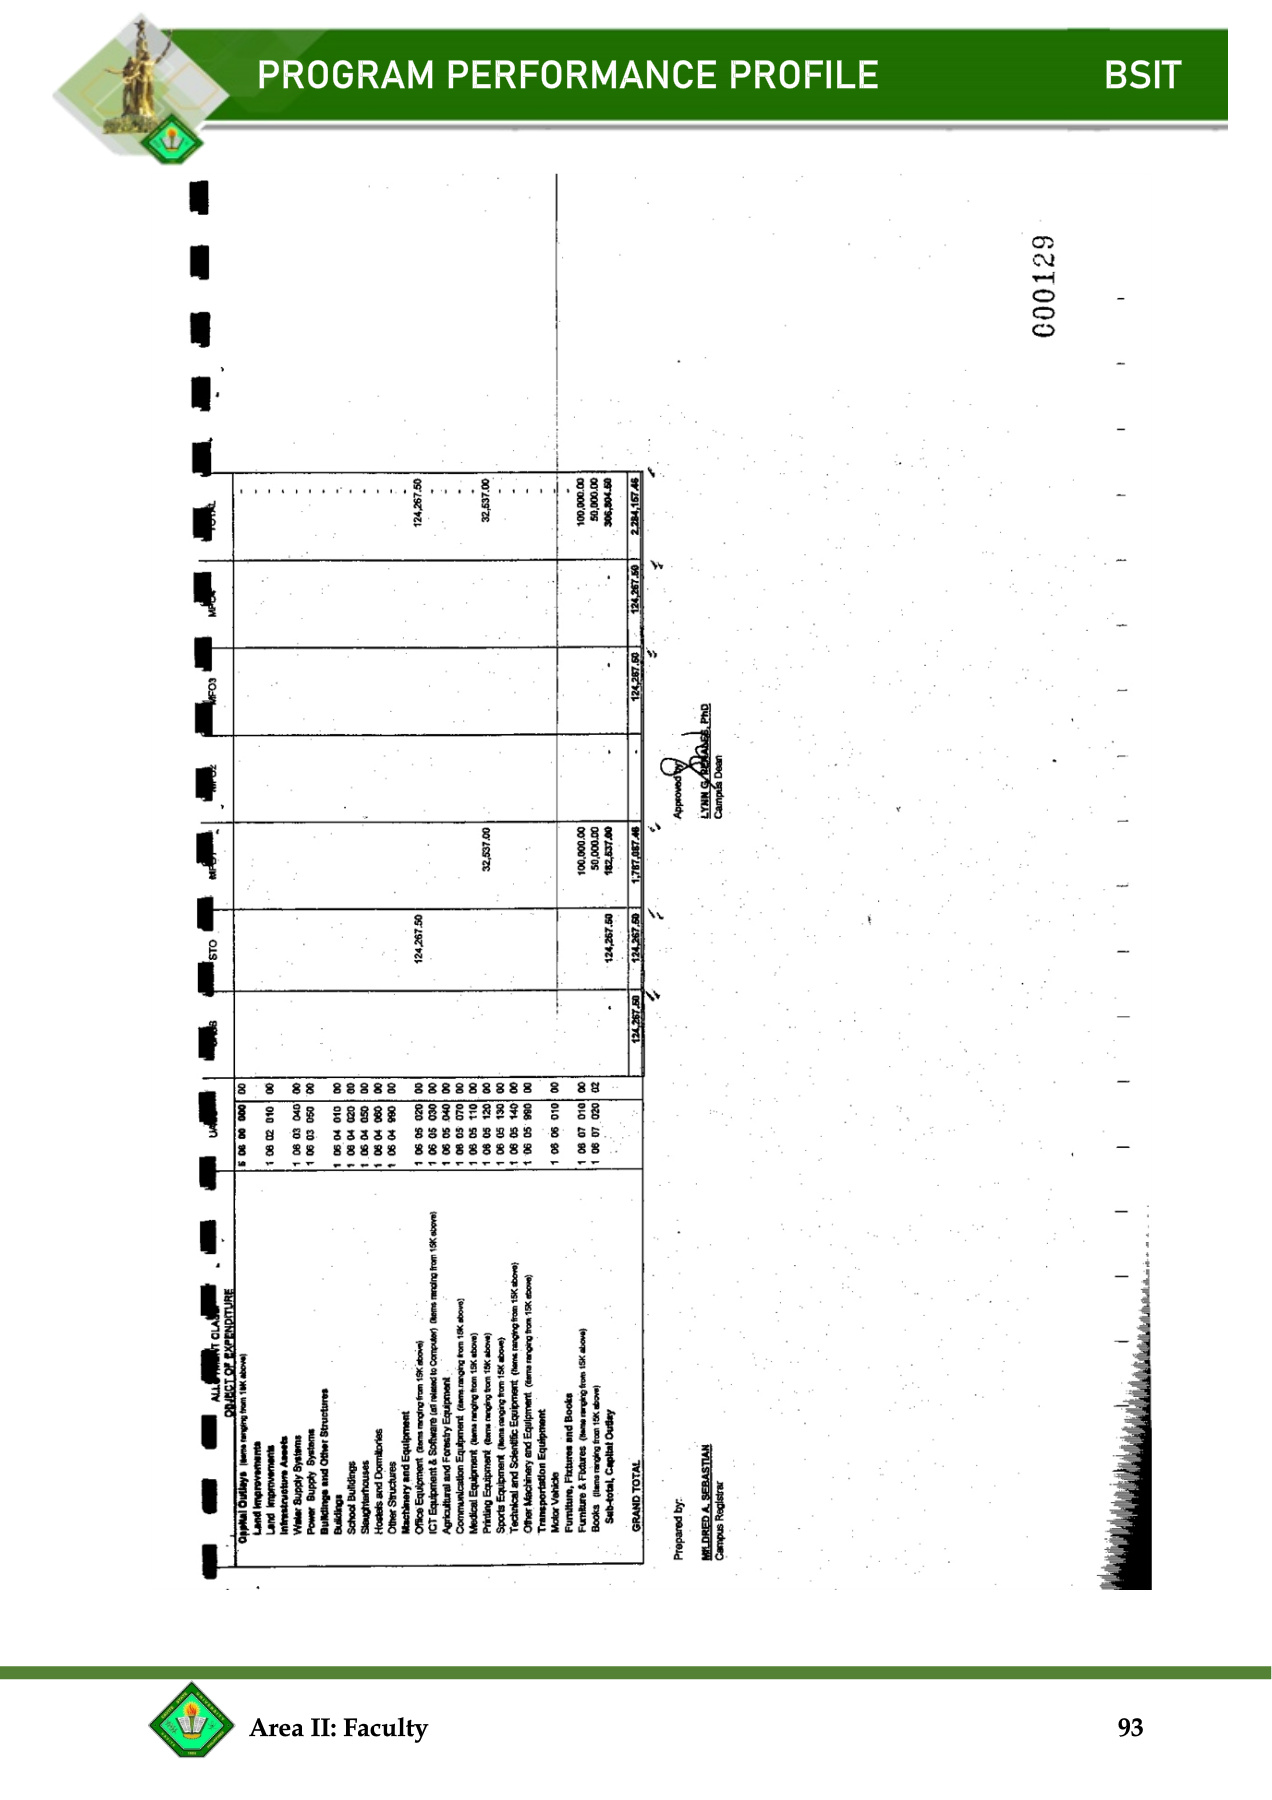 PROGRAM PERFORMANCE PROFILE BSIT
000129
OBJECT OF EXPENDITURE STO MFO3 TOTAL
Capital Outlays (items ranging from 15K above) 5 06 00 000 00 -
Land Improvements -
Land Improvements 1 06 02 010 00 -
Infrastructure Assets -
Water Supply Systems 1 06 03 040 00 -
Power Supply Systems 1 06 03 050 00 -
Buildings and Other Structures -
Buildings 1 06 04 010 00 -
School Buildings 1 06 04 020 00 -
Slaughterhouses 1 06 04 050 00 -
Hostels and Dormitories 1 06 04 060 00 -
Other Structures 1 06 04 990 00 -
Machinery and Equipment -
Office Equipment (items ranging from 15K above) 1 06 05 020 00 124,267.50 124,267.50
ICT Equipment & Software (all related to Computer) (items ranging from 15K above) 1 06 05 030 00 -
Agricultural and Forestry Equipment 1 06 05 040 00 -
Communication Equipment (items ranging from 15K above) 1 06 05 070 00 -
Medical Equipment (items ranging from 15K above) 1 06 05 110 00 -
Printing Equipment (items ranging from 15K above) 1 06 05 120 00 32,537.00 32,537.00
Sports Equipment (items ranging from 15K above) 1 06 05 130 00 -
Technical and Scientific Equipment (items ranging from 15K above) 1 06 05 140 00 -
Other Machinery and Equipment (items ranging from 15K above) 1 06 05 990 00 -
Transportation Equipment -
Motor Vehicle 1 06 06 010 00 -
Furniture, Fixtures and Books
Furniture & Fixtures (items ranging from 15K above) 1 06 07 010 00 100,000.00 100,000.00
Books (items ranging from 15K above) 1 06 07 020 02 50,000.00 50,000.00
Sub-total, Capital Outlay - 124,267.50 182,537.00 - - - 306,804.50
GRAND TOTAL 124,267.50 124,267.50 1,787,087.46 - 124,267.50 124,267.50 2,284,157.46
Prepared by: Approved by
MILDRED A. SEBASTIAN LYNN G. PhD
Campus Registrar Campus Dean
Area II: Faculty 93